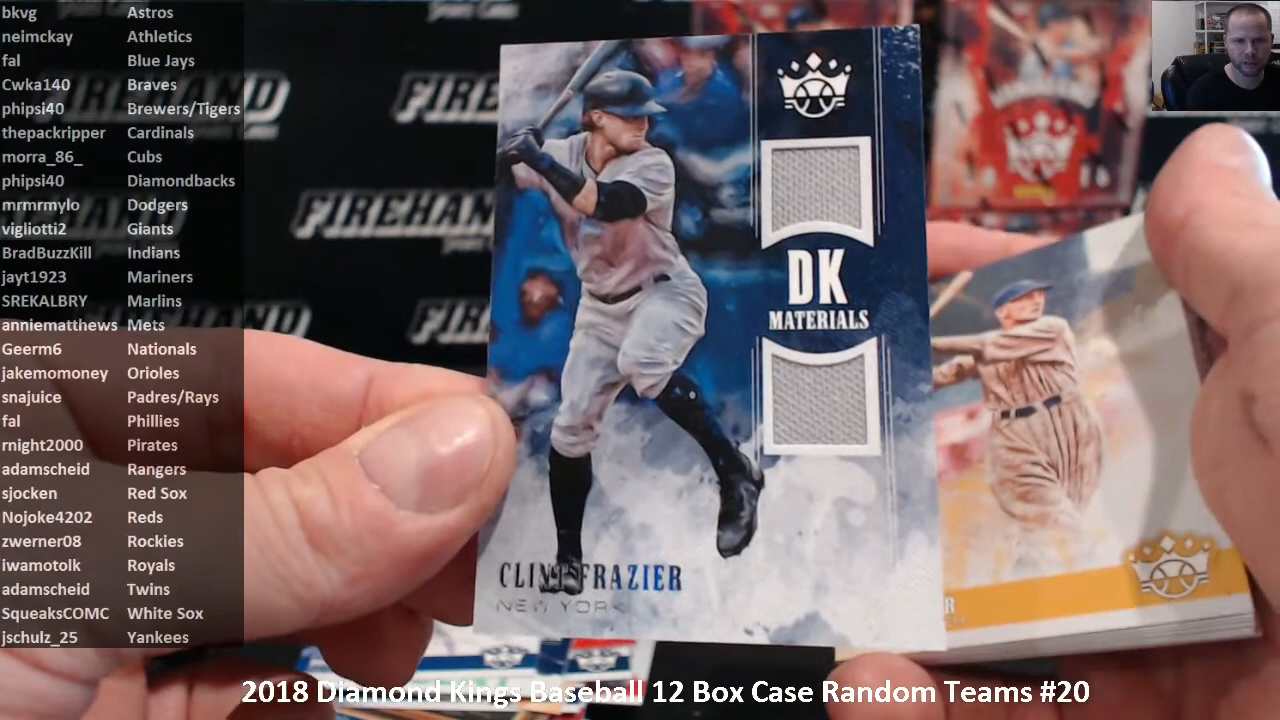 bkvg Astros
neimckay Athletics
fal Blue Jays
Cwka140 Braves
phipsi40 Brewers/Tigers
thepackripper Cardinals
morra_86_ Cubs
phipsi40 Diamondbacks
mrmrmylo Dodgers
vigliotti2 Giants
BradBuzzKill Indians
jayt1923 Mariners
SREKALBRY Marlins
anniematthews Mets
Geerm6 Nationals
jakemomoney Orioles
snajuice Padres/Rays
fal Phillies
rnight2000 Pirates
adamscheid Rangers
sjocken Red Sox
Nojoke4202 Reds
zwerner08 Rockies
iwamotolk Royals
adamscheid Twins
SqueaksCOMC White Sox
jschulz_25 Yankees
FIREHAND
DK
MATERIALS
CLINT FRAZIER
NEW YORK
2018 Diamond Kings Baseball 12 Box Case Random Teams #20